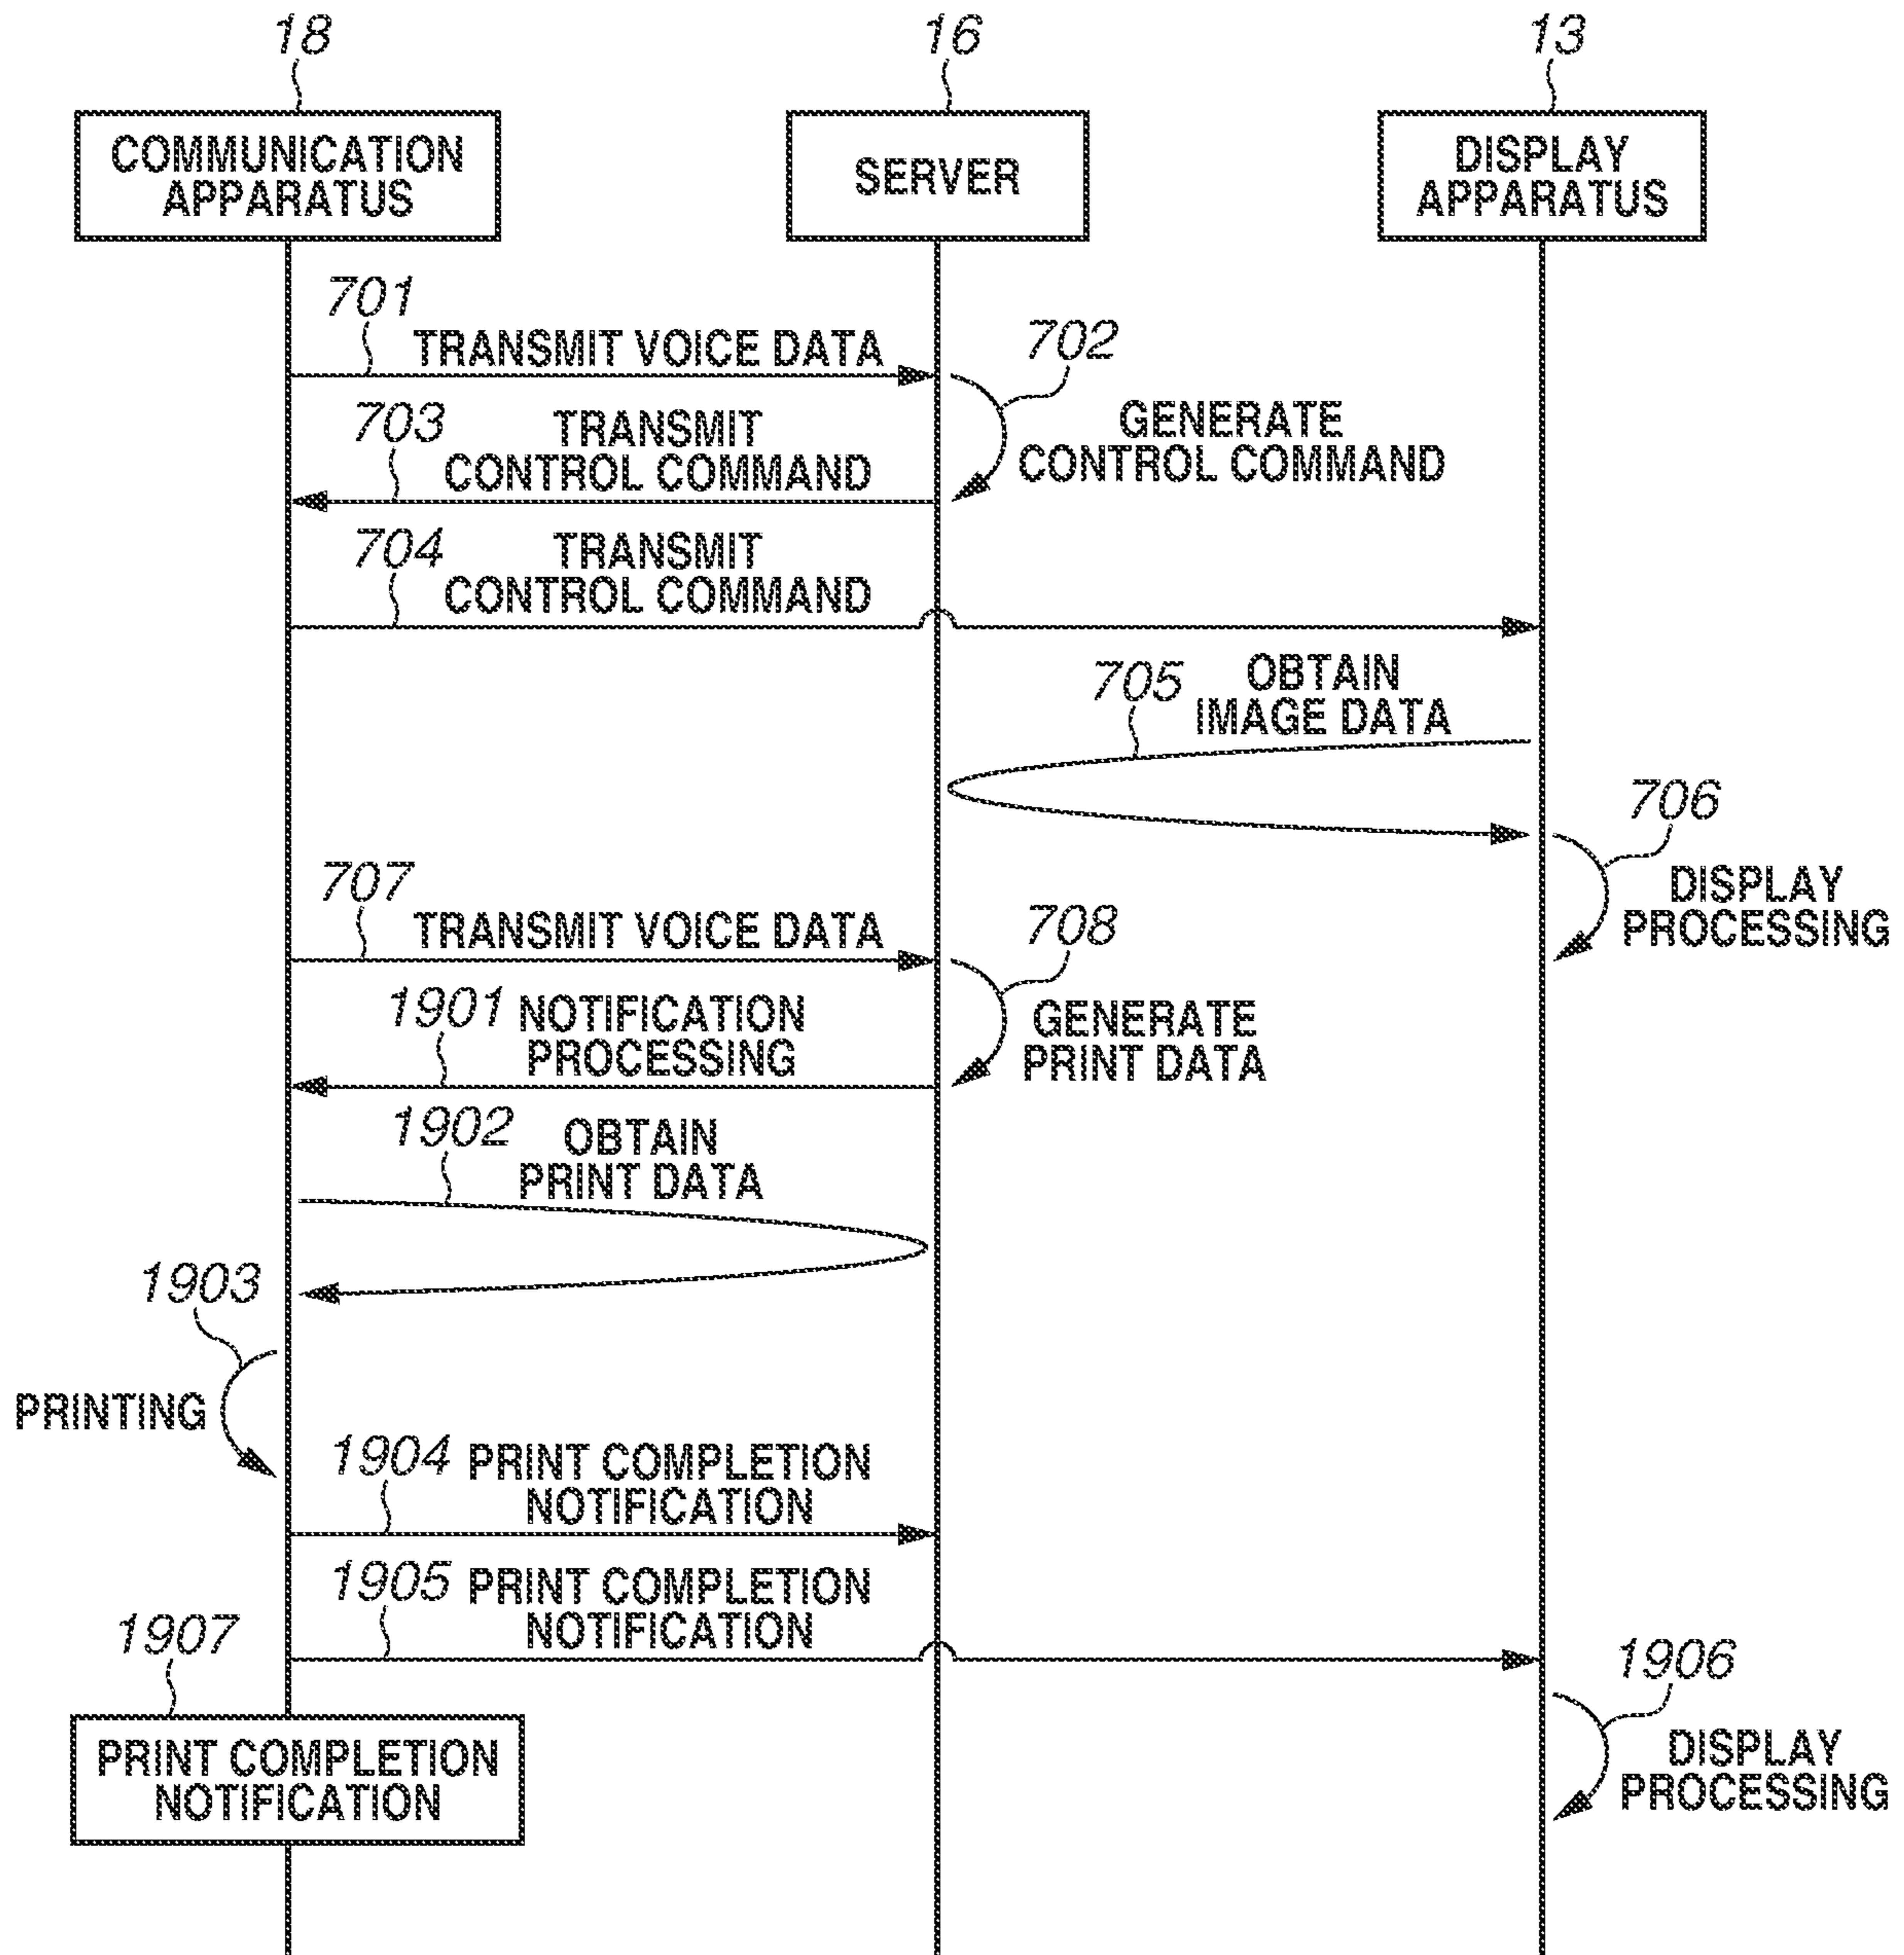 18
16
13
COMMUNICATION
APPARATUS
SERVER
DISPLAY
APPARATUS
701
TRANSMIT VOICE DATA
702
GENERATE
CONTROL COMMAND
703
TRANSMIT
CONTROL COMMAND
704
TRANSMIT
CONTROL COMMAND
705
OBTAIN
IMAGE DATA
706
DISPLAY
PROCESSING
707
TRANSMIT VOICE DATA
708
GENERATE
PRINT DATA
1901
NOTIFICATION
PROCESSING
1902
OBTAIN
PRINT DATA
1903
PRINTING
1904
PRINT COMPLETION
NOTIFICATION
1905
PRINT COMPLETION
NOTIFICATION
1906
DISPLAY
PROCESSING
1907
PRINT COMPLETION
NOTIFICATION